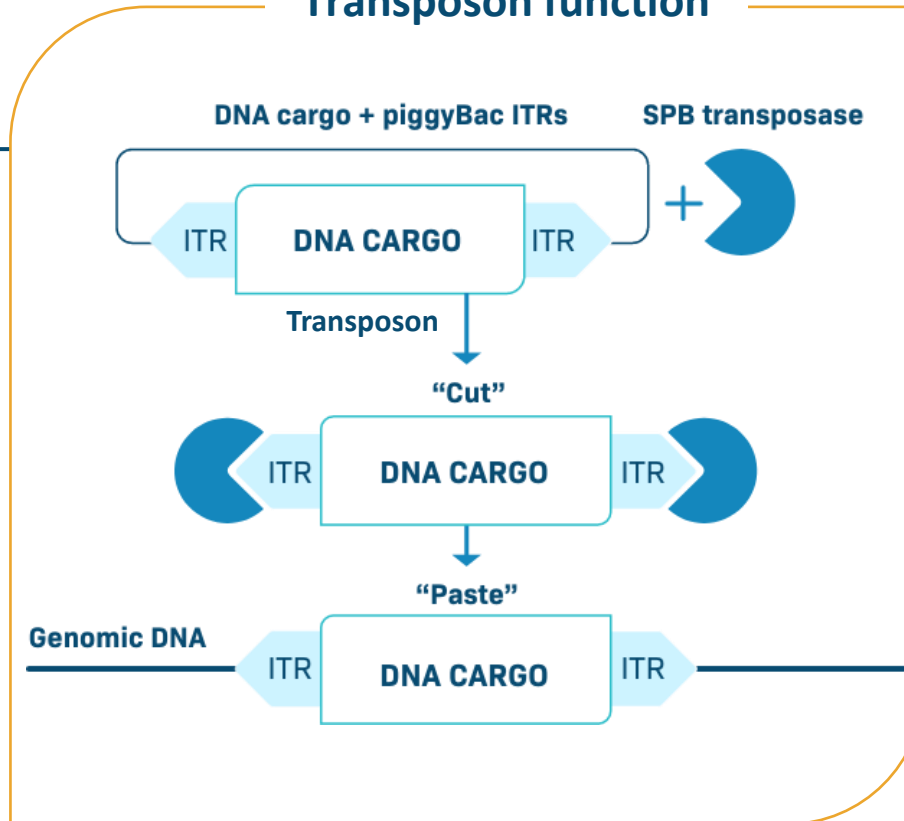 Transposon function
DNA cargo + piggyBac ITRs
SPB transposase
ITR
DNA CARGO
ITR
Transposon
“Cut”
ITR
DNA CARGO
ITR
“Paste”
Genomic DNA
ITR
DNA CARGO
ITR